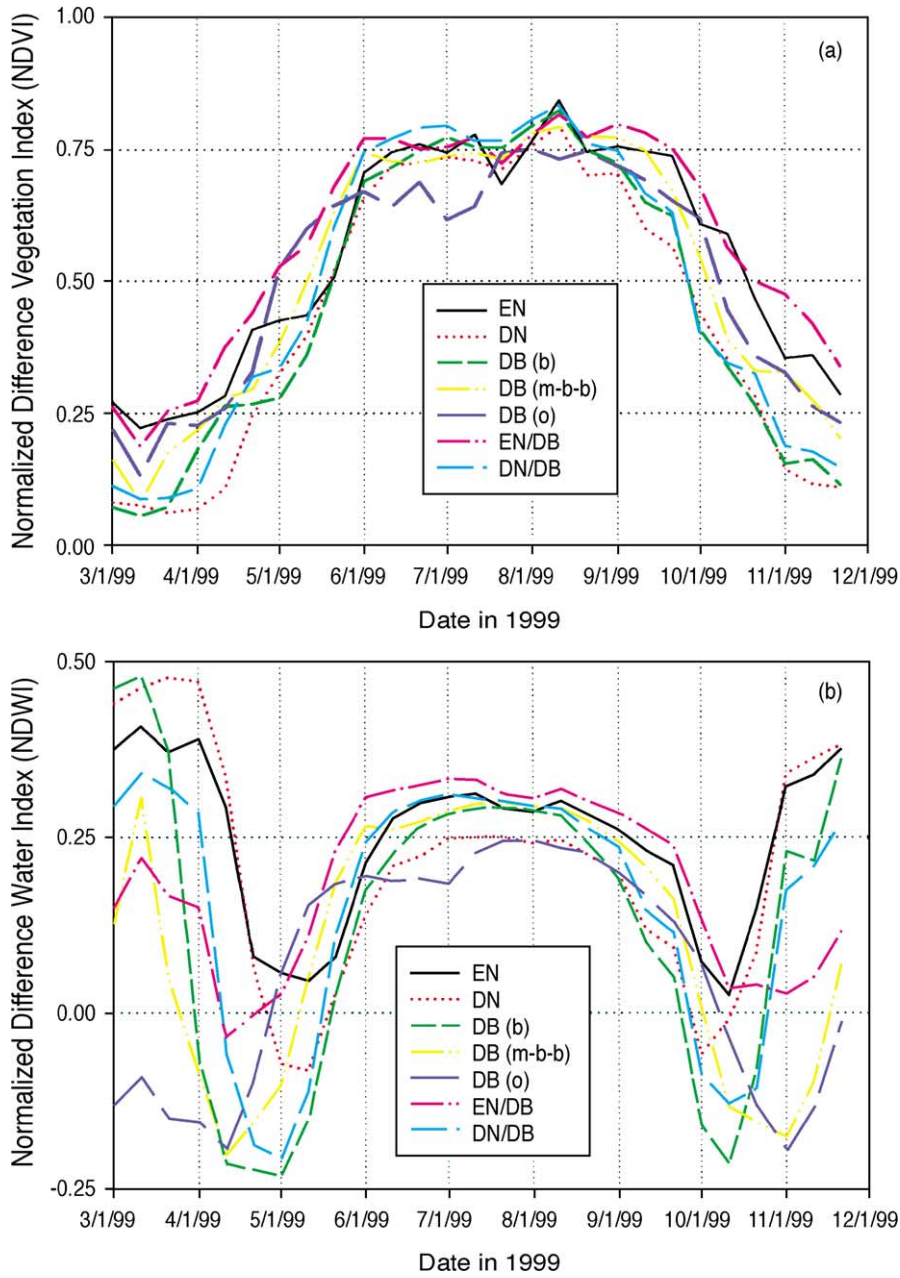 Normalized Difference Vegetation Index (NDVI)
1.00
0.75
0.50
0.25
0.00
(a)
EN
DN
DB (b)
DB (m-b-b)
DB (o)
EN/DB
DN/DB
3/1/99 4/1/99 5/1/99 6/1/99 7/1/99 8/1/99 9/1/99 10/1/99 11/1/99 12/1/99
Date in 1999
Normalized Difference Water Index (NDWI)
0.50
0.25
0.00
-0.25
(b)
EN
DN
DB (b)
DB (m-b-b)
DB (o)
EN/DB
DN/DB
3/1/99 4/1/99 5/1/99 6/1/99 7/1/99 8/1/99 9/1/99 10/1/99 11/1/99 12/1/99
Date in 1999